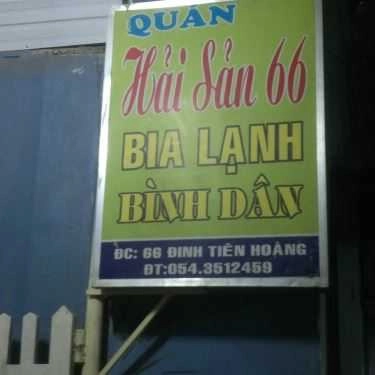 QUÁN
Hải Sản 66
BIA LẠNH
BÌNH DÂN
ĐC: 66 ĐINH TIÊN HOÀNG
ĐT:054.3512459